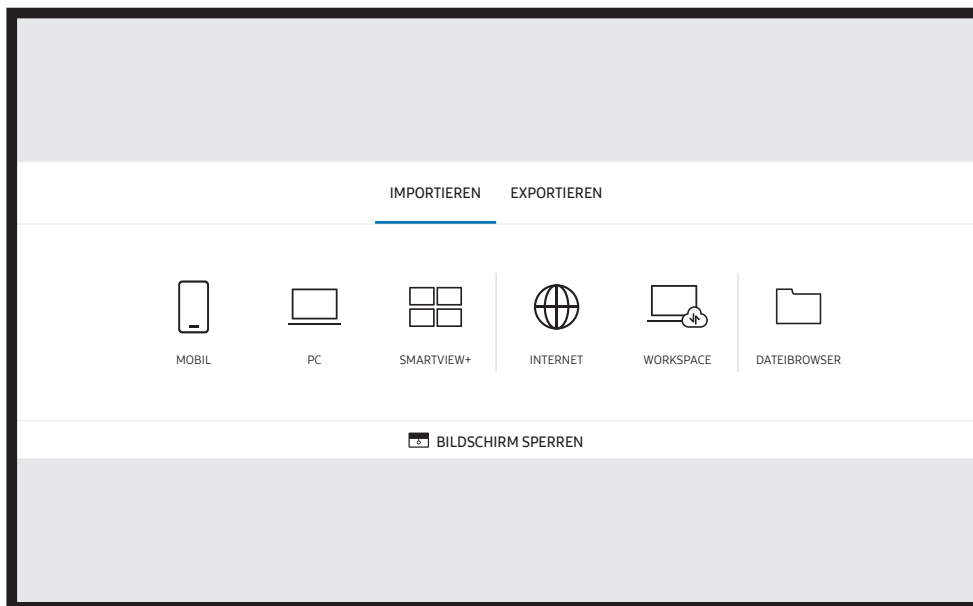 IMPORTIEREN EXPORTIEREN
MOBIL PC SMARTVIEW+ INTERNET WORKSPACE DATEIBROWSER
BILDSCHIRM SPERREN